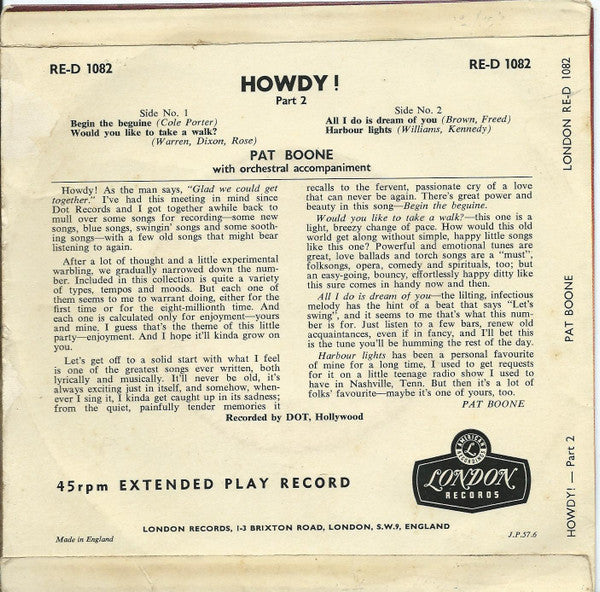 RE-D 1082
RE-D 1082
HOWDY !
Part 2
Side No. 1
Begin the beguine (Cole Porter)
Would you like to take a walk?
(Warren, Dixon, Rose)
Side No. 2
All I do is dream of you (Brown, Freed)
Harbour lights (Williams, Kennedy)
PAT BOONE
with orchestral accompaniment
Howdy! As the man says, "Glad we could get
together." I've had this meeting in mind since
Dot Records and I got together awhile back to
mull over some songs for recording—some new
songs, blue songs, swingin' songs and some sooth-
ing songs—with a few old songs that might bear
listening to again.
After a lot of thought and a little experimental
warbling, we gradually narrowed down the num-
ber. Included in this collection is quite a variety
of types, tempos and moods. But each one of
them seems to me to warrant doing, either for the
first time or for the eight-millionth time. And
each one is calculated only for enjoyment—yours
and mine. I guess that's the theme of this little
party—enjoyment. And I hope it'll kinda grow on
you.
Let's get off to a solid start with what I feel
is one of the greatest songs ever written, both
lyrically and musically. It'll never be old, it's
always exciting just in itself, and somehow, when-
ever I sing it, I kinda get caught up in its sadness;
from the quiet, painfully tender memories it
recalls to the fervent, passionate cry of a love
that can never be again. There's great power and
beauty in this song—Begin the beguine.
Would you like to take a walk?—this one is a
light, breezy change of pace. How would this old
world get along without simple, happy little songs
like this one? Powerful and emotional tunes are
great, love ballads and torch songs are a "must",
folksongs, opera, comedy and spirituals, too; but
an easy-going, bouncy, effortlessly happy ditty like
this sure comes in handy now and then.
All I do is dream of you—the lilting, infectious
melody has the hint of a beat that says "Let's
swing", and it seems to me that's what this num-
ber is for. Just listen to a few bars, renew old
acquaintances, even if in fancy, and I'll bet this
is the tune you'll be humming the rest of the day.
Harbour lights has been a personal favourite
of mine for a long time, I used to get requests
for it on a little teenage radio show I used to
have in Nashville, Tenn. But then it's a lot of
folks' favourite—maybe it's one of yours, too.
PAT BOONE
Recorded by DOT, Hollywood
45rpm EXTENDED PLAY RECORD
AMERICAN
RECORDINGS
L
LONDON
RECORDS
LONDON RECORDS, 1-3 BRIXTON ROAD, LONDON, S.W.9, ENGLAND
Made in England
J.P.57.6
LONDON RE-D 1082
PAT BOONE
HOWDY! — Part 2